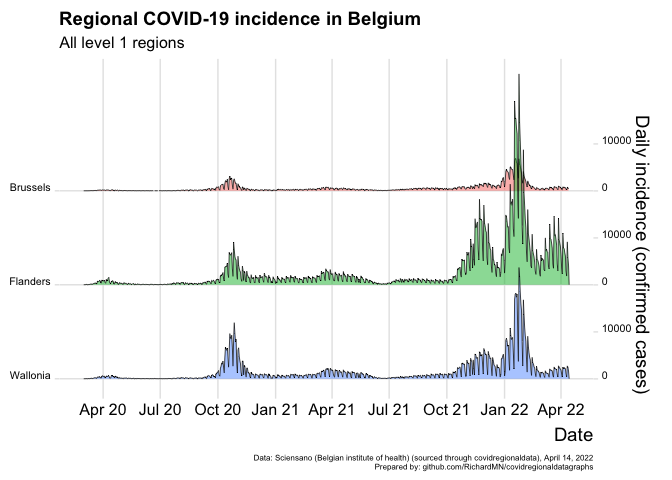 Regional COVID-19 incidence in Belgium
All level 1 regions
Brussels
Flanders
Wallonia
10000
0
10000
0
10000
0
Daily incidence (confirmed cases)
Apr 20 Jul 20 Oct 20 Jan 21 Apr 21 Jul 21 Oct 21 Jan 22 Apr 22
Date
Data: Sciensano (Belgian institute of health) (sourced through covidregionaldata), April 14, 2022
Prepared by: github.com/RichardMN/covidregionaldatagraphs